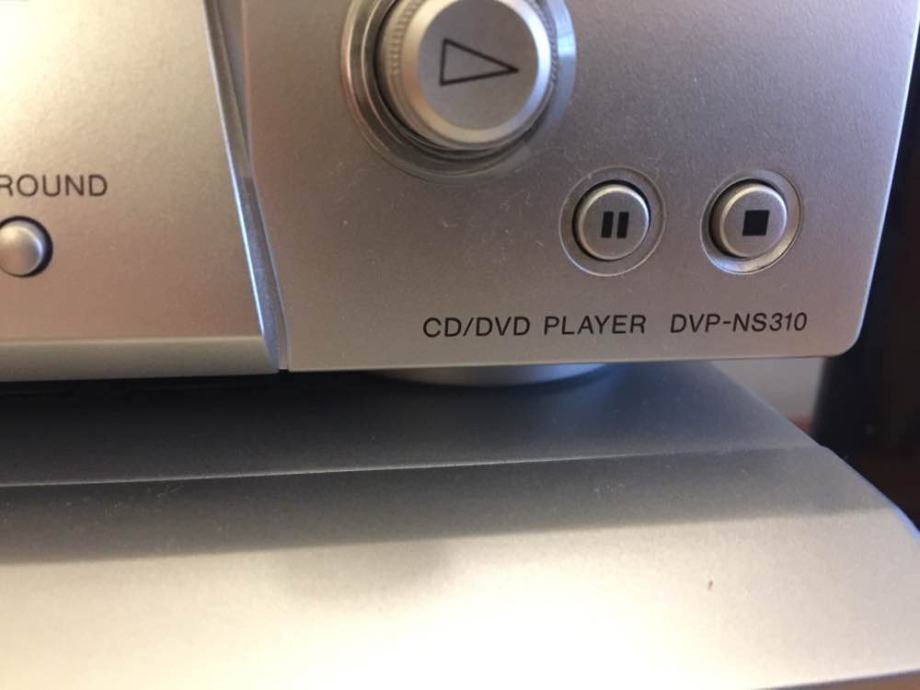 ROUND
CD/DVD PLAYER DVP-NS310